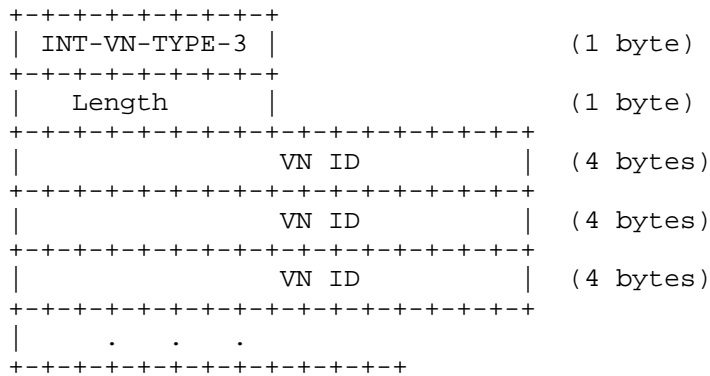 +-+-+-+-+-+-+-+-+
| INT-VN-TYPE-3 | (1 byte)
+-+-+-+-+-+-+-+-+
| Length | (1 byte)
+-+-+-+-+-+-+-+-+-+-+-+-+-+-+-+-+
| VN ID | (4 bytes)
+-+-+-+-+-+-+-+-+-+-+-+-+-+-+-+-+
| VN ID | (4 bytes)
+-+-+-+-+-+-+-+-+-+-+-+-+-+-+-+-+
| VN ID | (4 bytes)
+-+-+-+-+-+-+-+-+-+-+-+-+-+-+-+-+
| . . .
+-+-+-+-+-+-+-+-+-+-+-+-+